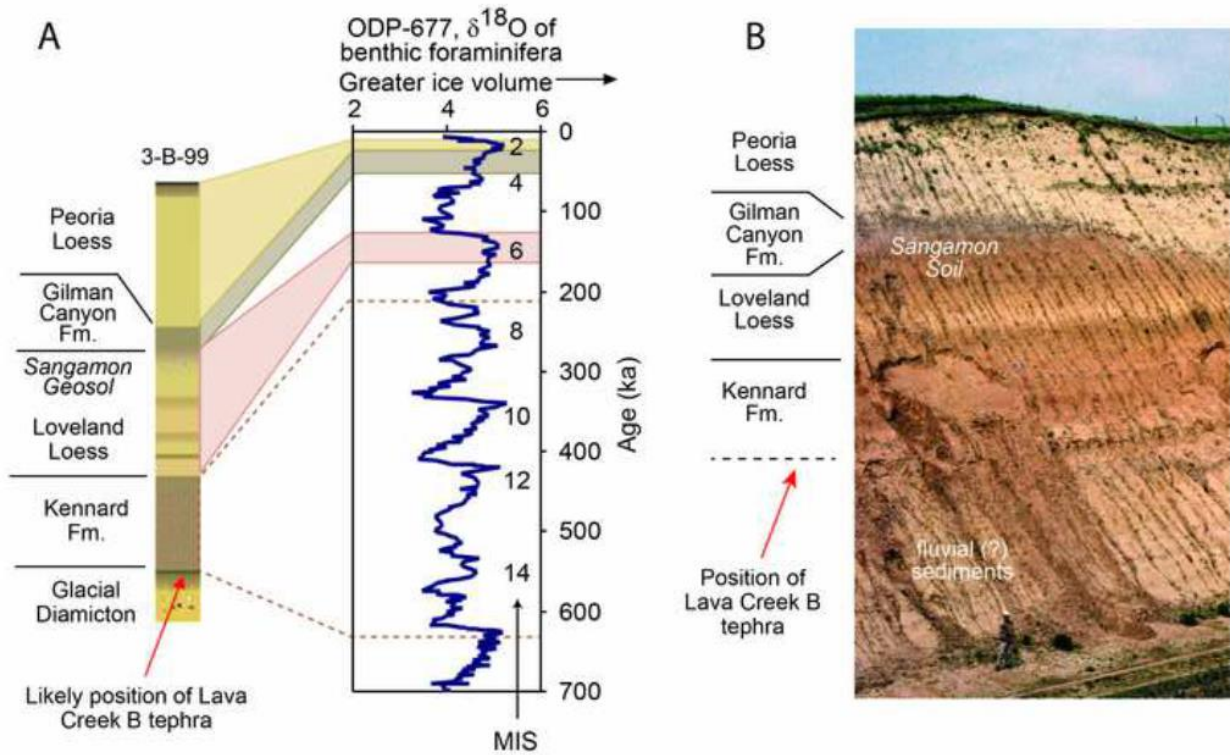 A
ODP-677, δ18O of
benthic foraminifera
Greater ice volume
2 4 6
3-B-99
Peoria
Loess
Gilman
Canyon
Fm.
Sangamon
Geosol
Loveland
Loess
Kennard
Fm.
Glacial
Diamicton
Likely position of Lava
Creek B tephra
2
4
6
8
10
12
14
MIS
0
100
200
300
400
500
600
700
Age (ka)
B
Peoria
Loess
Gilman
Canyon
Fm.
Loveland
Loess
Kennard
Fm.
Position of
Lava Creek B
tephra
Sangamon
Soil
fluvial (?)
sediments